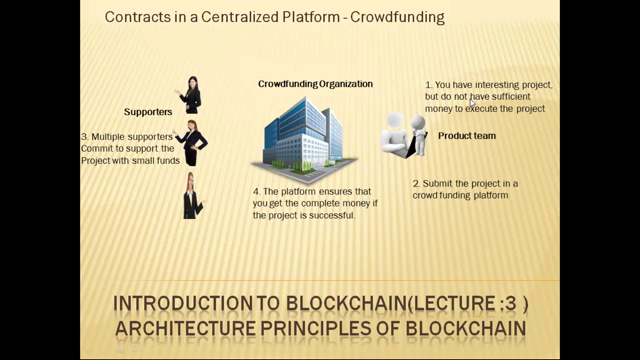 Contracts in a Centralized Platform - Crowdfunding
Supporters
3. Multiple supporters
Commit to support the
Project with small funds
Crowdfunding Organization
4. The platform ensures that
you get the complete money if
the project is successful.
1. You have interesting project,
but do not have sufficient
money to execute the project
Product team
2. Submit the project in a
crowd funding platform
INTRODUCTION TO BLOCKCHAIN(LECTURE :3 )
ARCHITECTURE PRINCIPLES OF BLOCKCHAIN